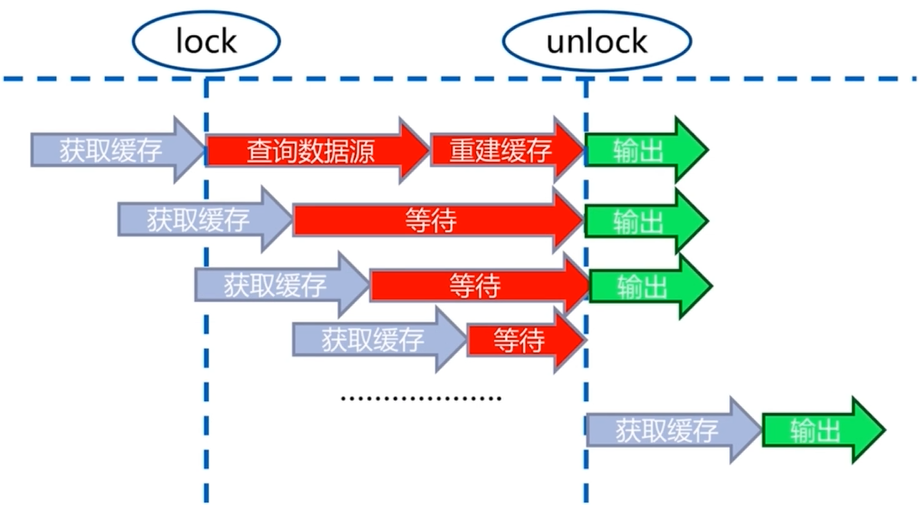 lock unlock
获取缓存 查询数据源 重建缓存 输出
获取缓存 等待 输出
获取缓存 等待 输出
获取缓存 等待
...................
获取缓存 输出